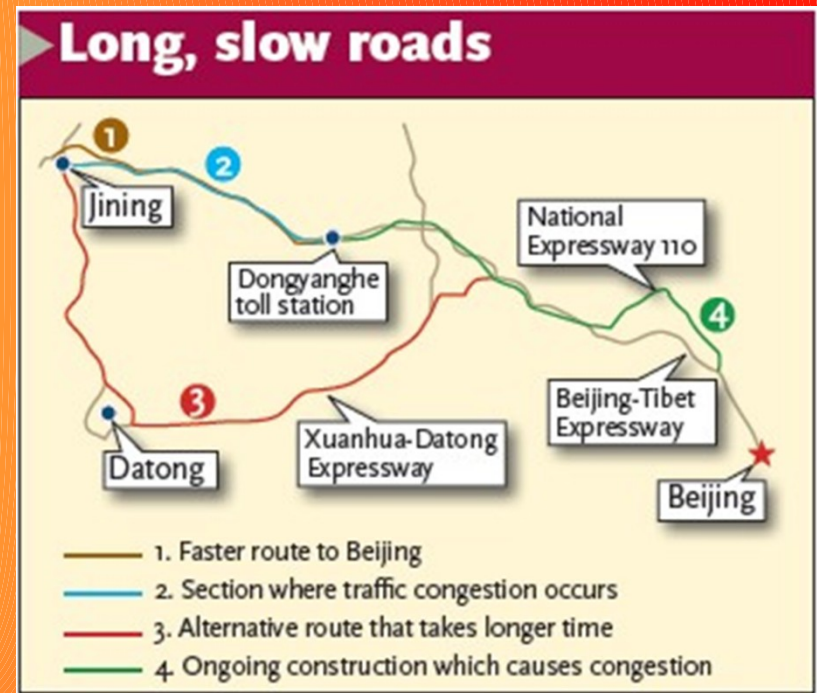 Long, slow roads
1
2
Jining
National
Expressway 110
Dongyanghe
toll station
4
3
Beijing-Tibet
Expressway
Xuanhua-Datong
Expressway
Datong
Beijing
1. Faster route to Beijing
2. Section where traffic congestion occurs
3. Alternative route that takes longer time
4. Ongoing construction which causes congestion